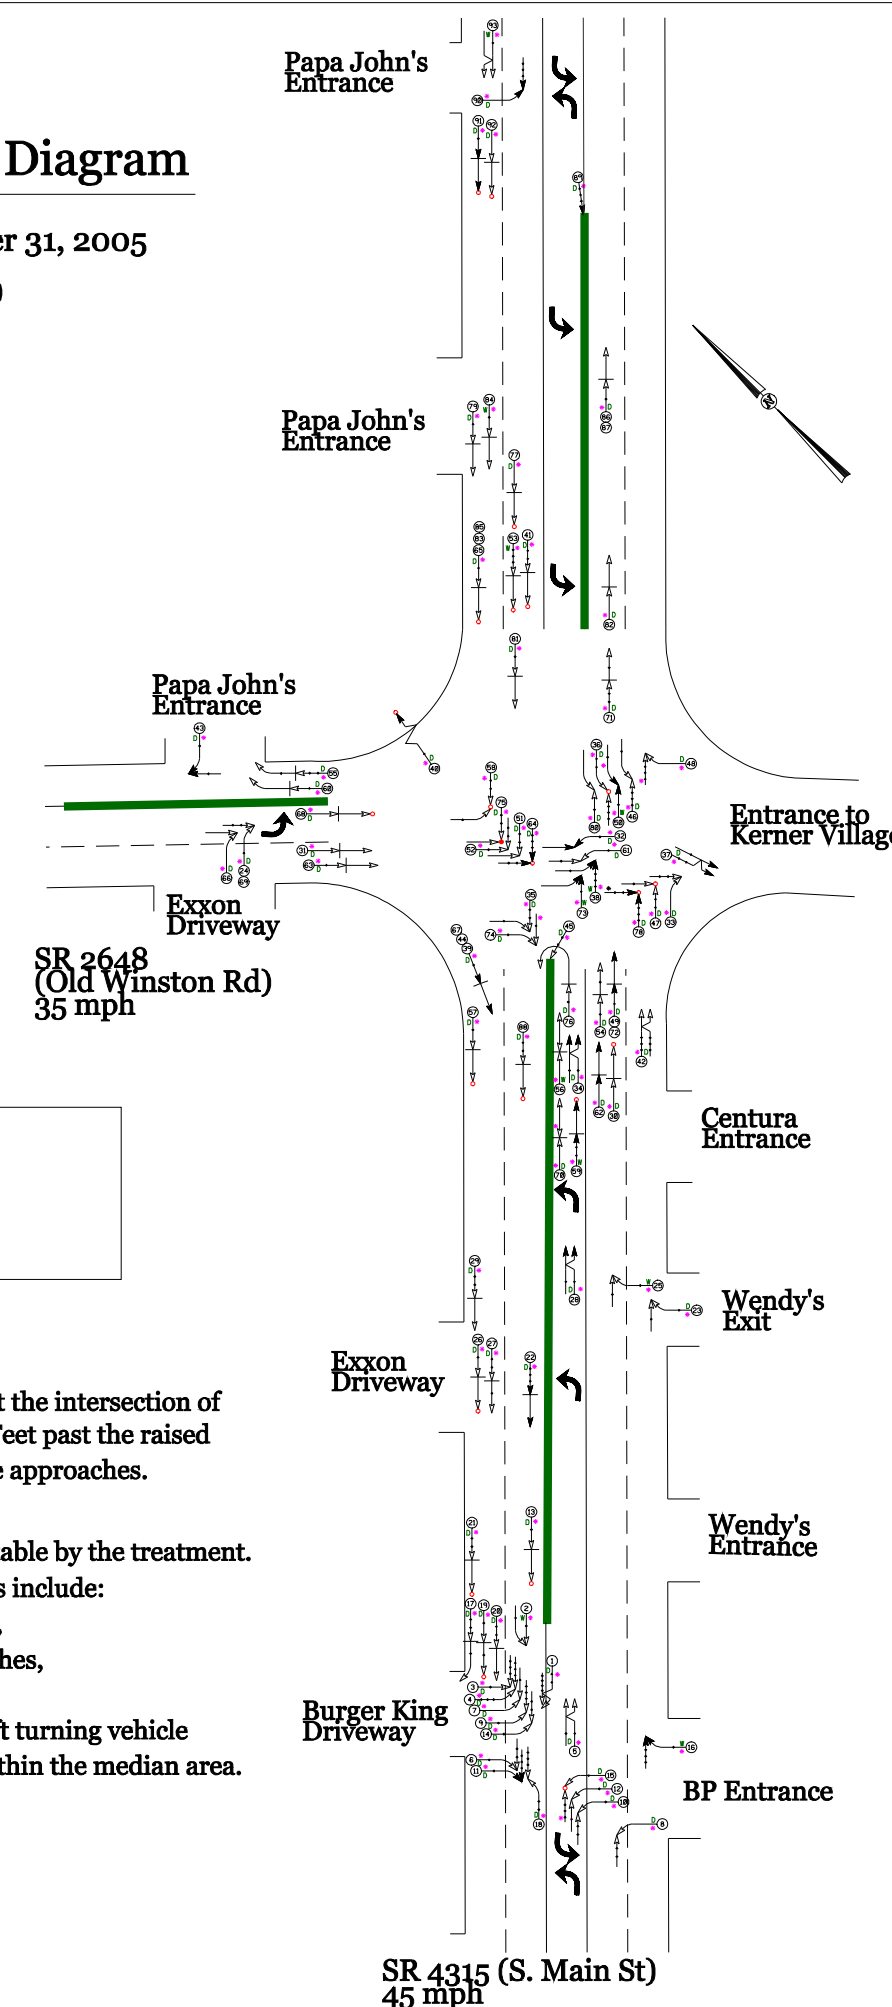 Papa John's
Entrance
Diagram
er 31, 2005
)
Papa John's
Entrance
Papa John's
Entrance
Entrance to
Kerner Village
Exxon
Driveway
SR 2648
(Old Winston Rd)
35 mph
Centura
Entrance
Wendy's
Exit
Exxon
Driveway
t the intersection of
Feet past the raised
e approaches.
Wendy's
Entrance
table by the treatment.
s include:
,
hes,
Burger King
Driveway
ft turning vehicle
thin the median area.
BP Entrance
SR 4315 (S. Main St)
45 mph